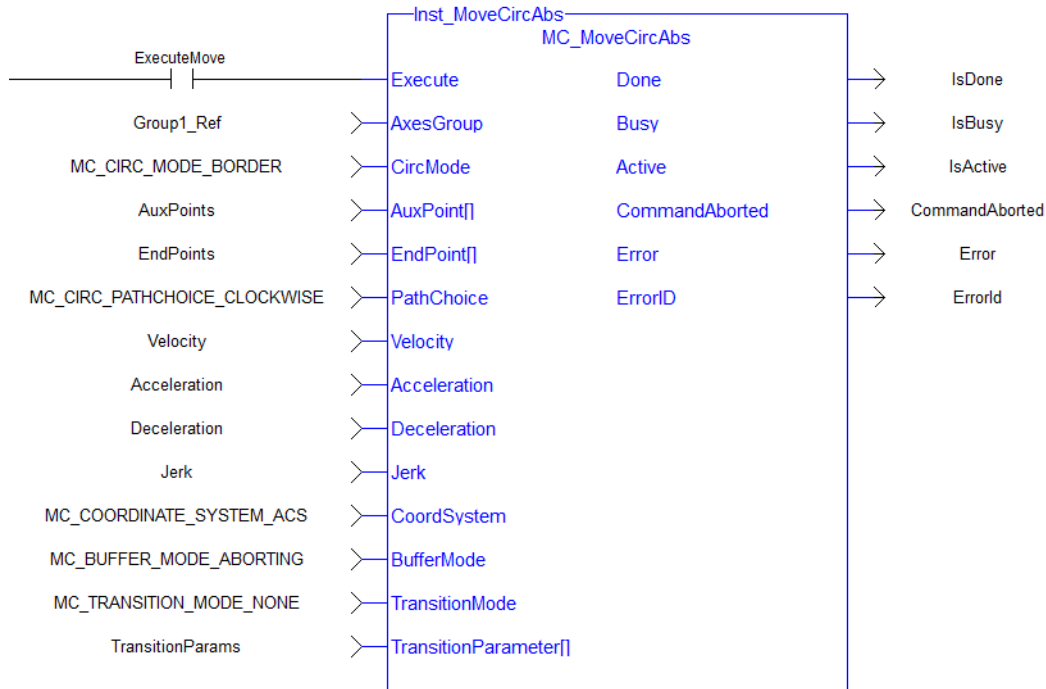 Inst_MoveCircAbs
MC_MoveCircAbs
ExecuteMove
Execute Done IsDone
Group1_Ref AxesGroup Busy IsBusy
MC_CIRC_MODE_BORDER CircMode Active IsActive
AuxPoints AuxPoint[] CommandAborted CommandAborted
EndPoints EndPoint[] Error Error
MC_CIRC_PATHCHOICE_CLOCKWISE PathChoice ErrorID ErrorId
Velocity Velocity
Acceleration Acceleration
Deceleration Deceleration
Jerk Jerk
MC_COORDINATE_SYSTEM_ACS CoordSystem
MC_BUFFER_MODE_ABORTING BufferMode
MC_TRANSITION_MODE_NONE TransitionMode
TransitionParams TransitionParameter[]